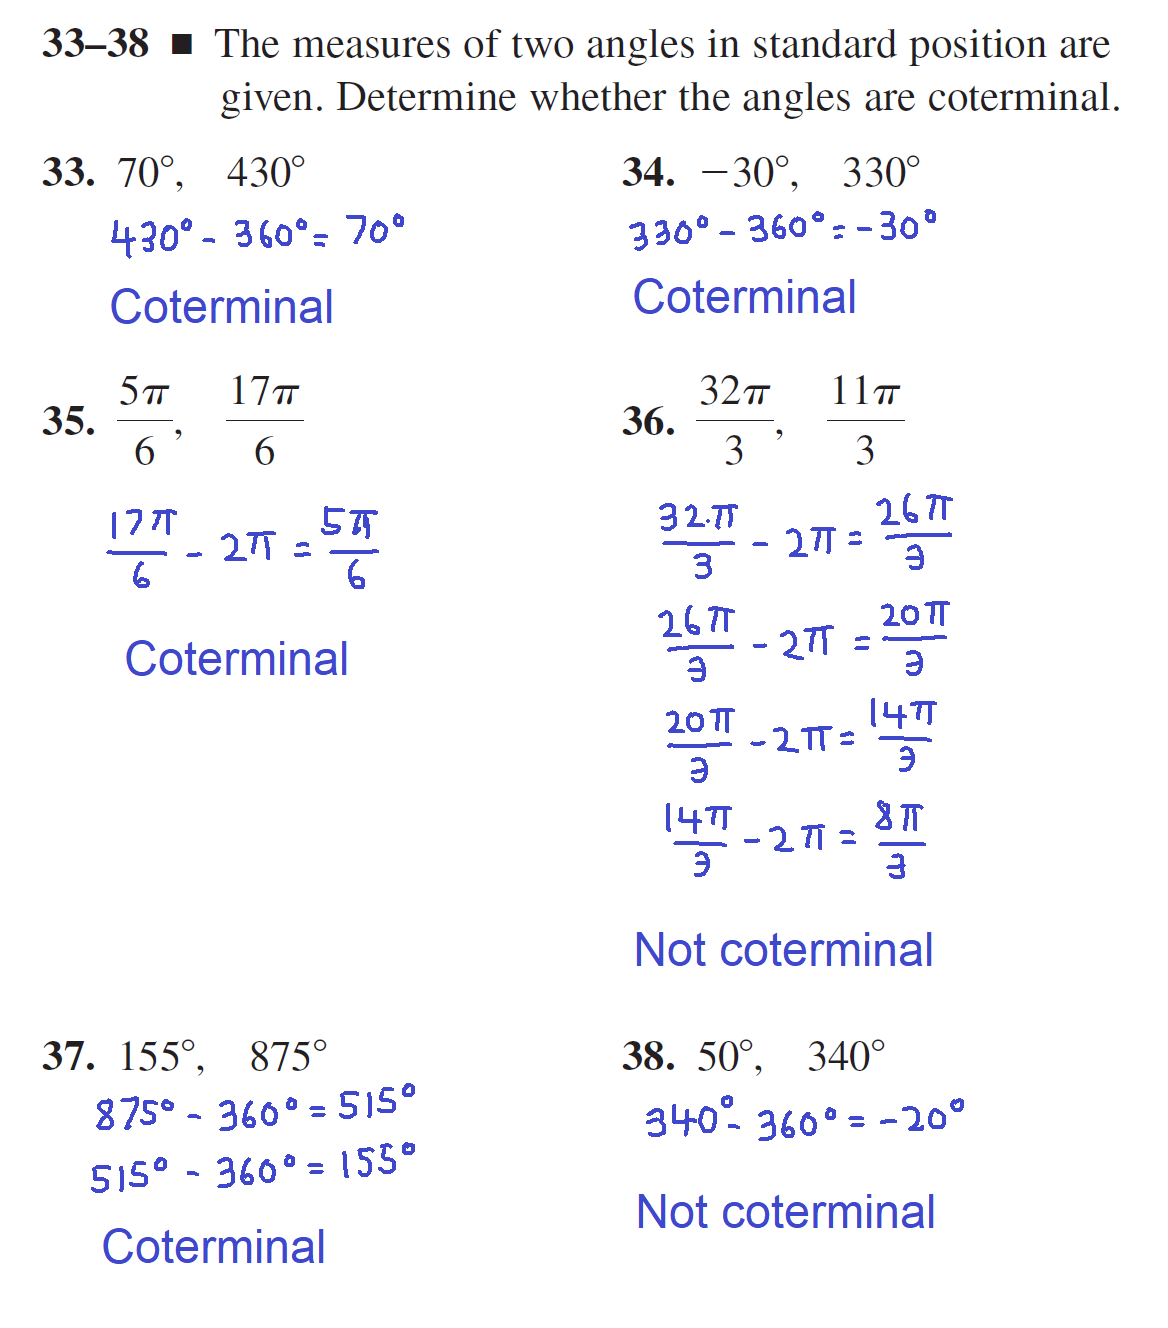 33–38 ■ The measures of two angles in standard position are
given. Determine whether the angles are coterminal.
33. 70°, 430°
430° - 360° = 70°
Coterminal
34. −30°, 330°
330° - 360° = -30°
Coterminal
35. 5π/6, 17π/6
17π/6 - 2π = 5π/6
Coterminal
36. 32π/3, 11π/3
32π/3 - 2π = 26π/3
26π/3 - 2π = 20π/3
20π/3 - 2π = 14π/3
14π/3 - 2π = 8π/3
Not coterminal
37. 155°, 875°
875° - 360° = 515°
515° - 360° = 155°
Coterminal
38. 50°, 340°
340° - 360° = -20°
Not coterminal